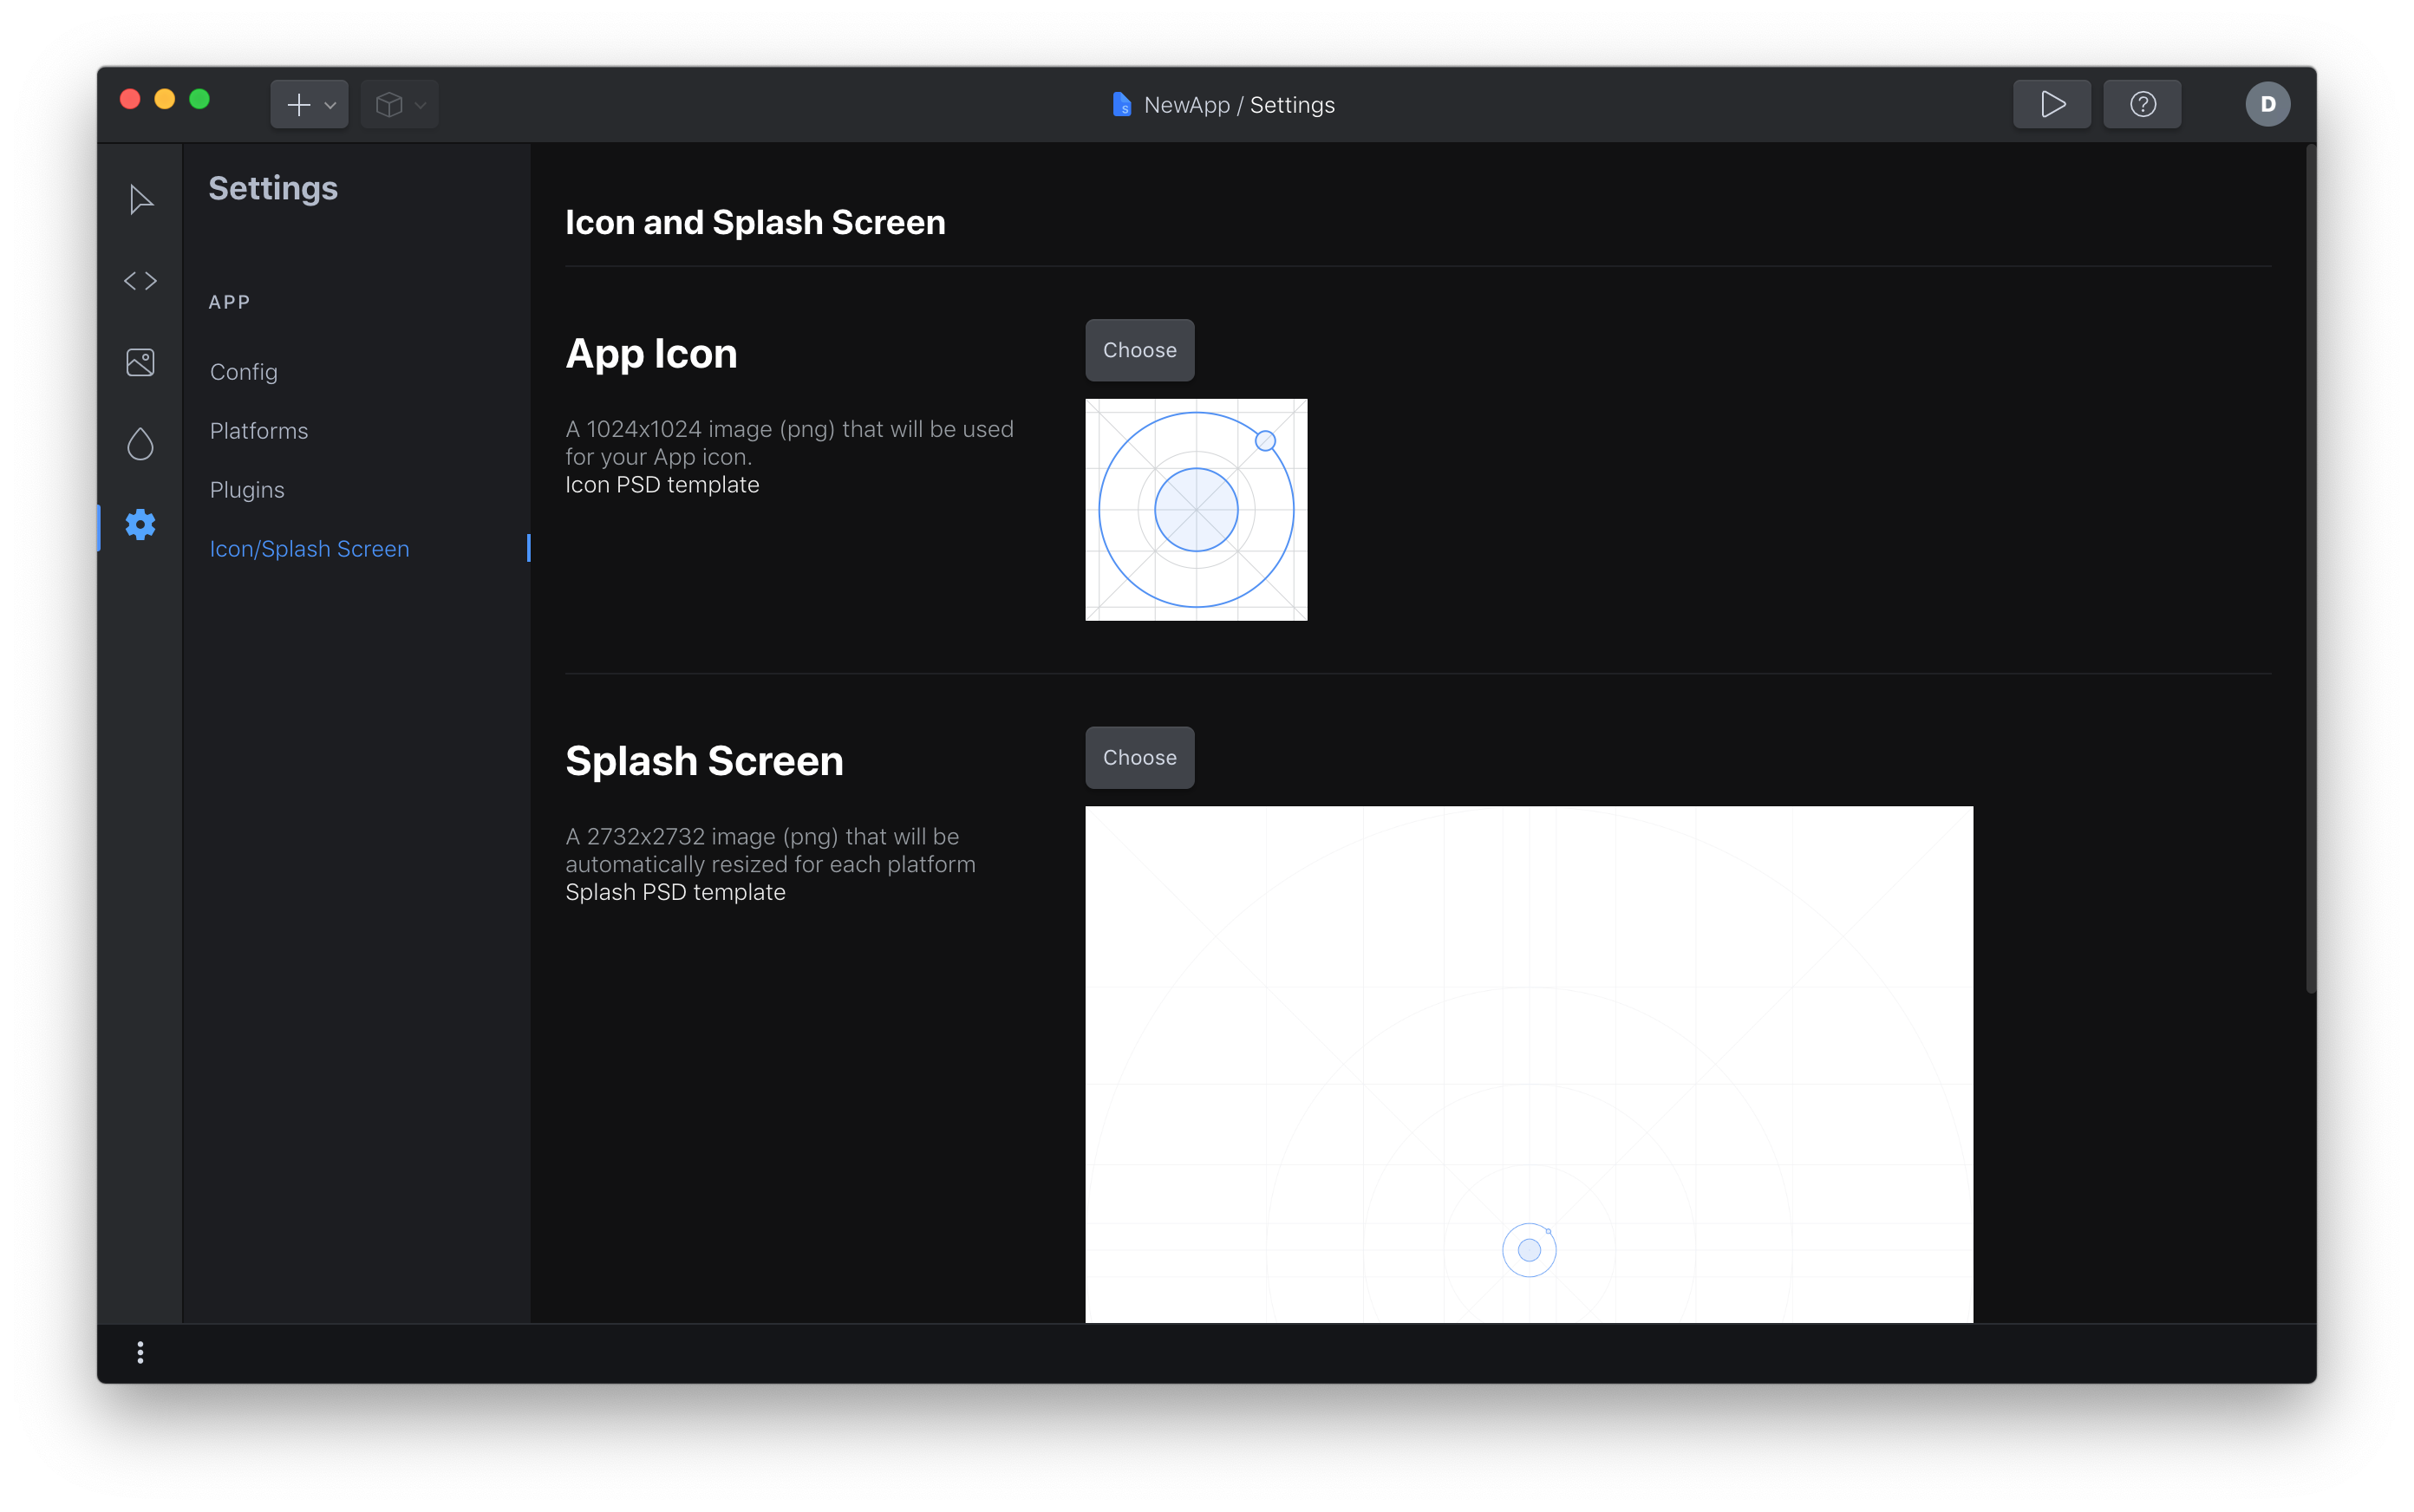 NewApp / Settings
D
Settings
APP
Config
Platforms
Plugins
Icon/Splash Screen
Icon and Splash Screen
App Icon
A 1024x1024 image (png) that will be used
for your App icon.
Icon PSD template
Choose
Splash Screen
A 2732x2732 image (png) that will be
automatically resized for each platform
Splash PSD template
Choose